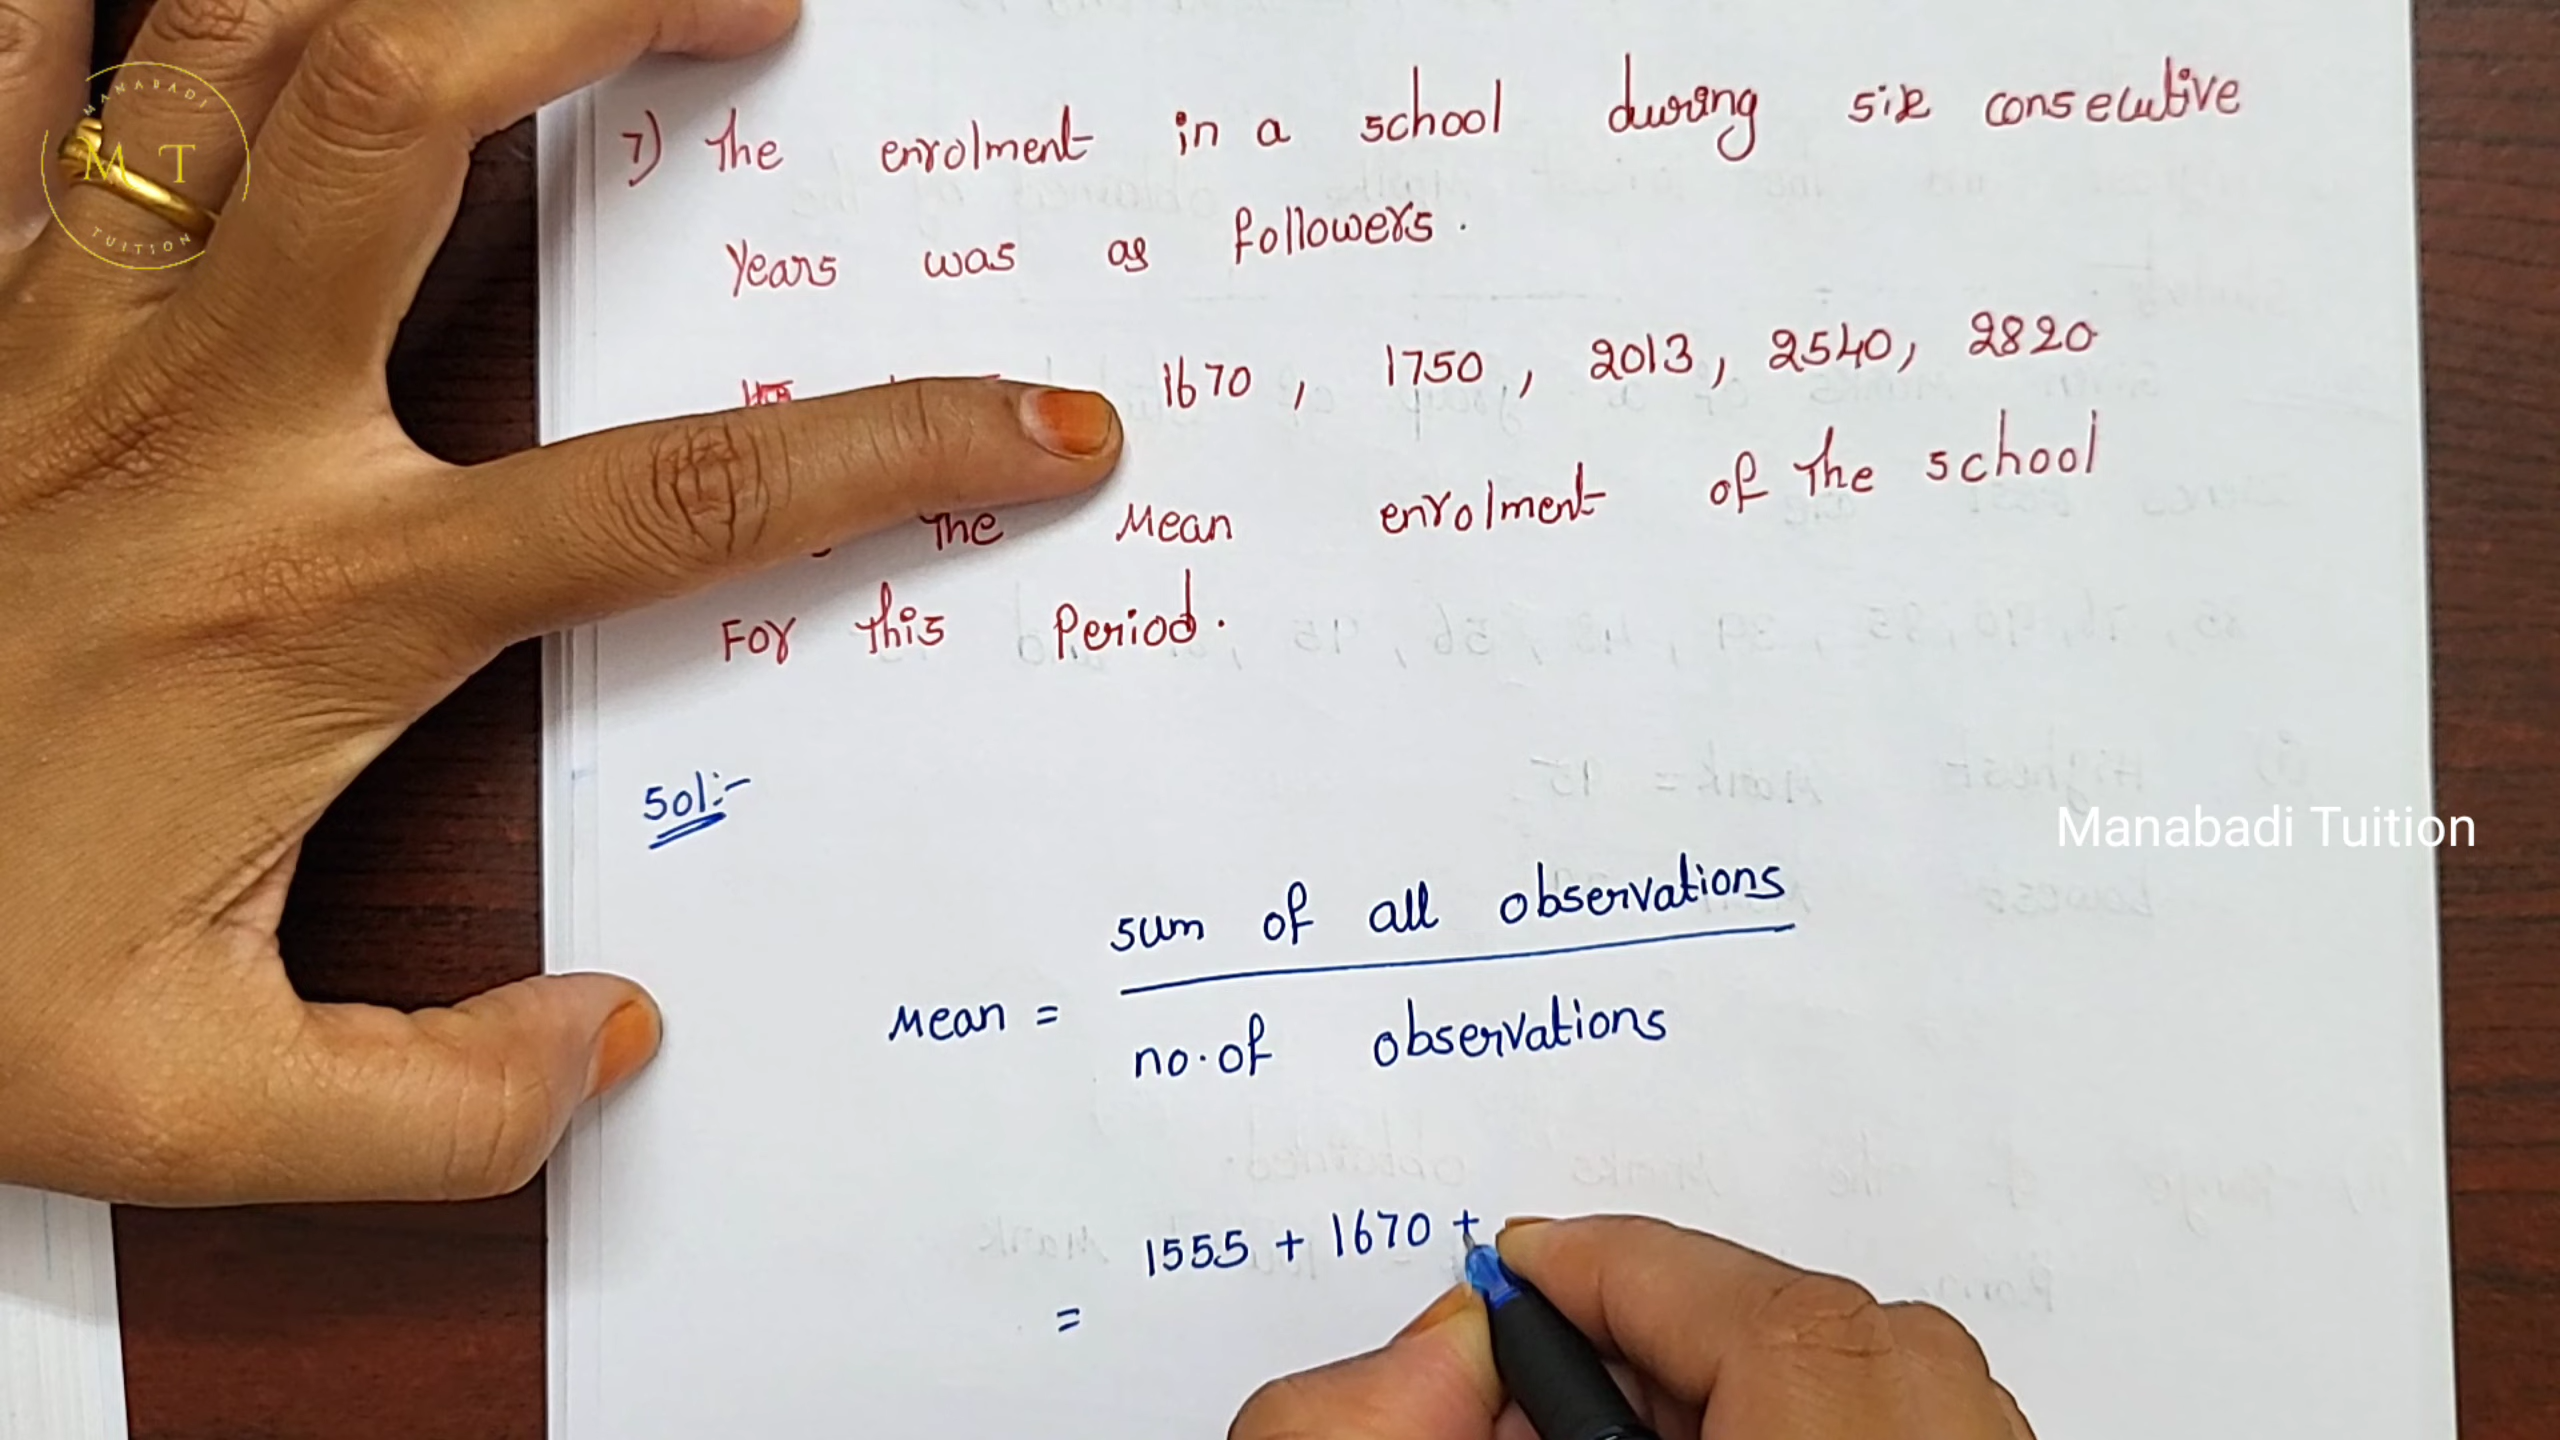 MANABADI
M T
TUITION
7) The enrolment in a school during six consecutive
Years was as followers.
1670, 1750, 2013, 2540, 2820
The Mean enrolment of the school
For this Period.
Sol:-
Manabadi Tuition
sum of all observations
Mean =
no. of observations
1555 + 1670 +
=